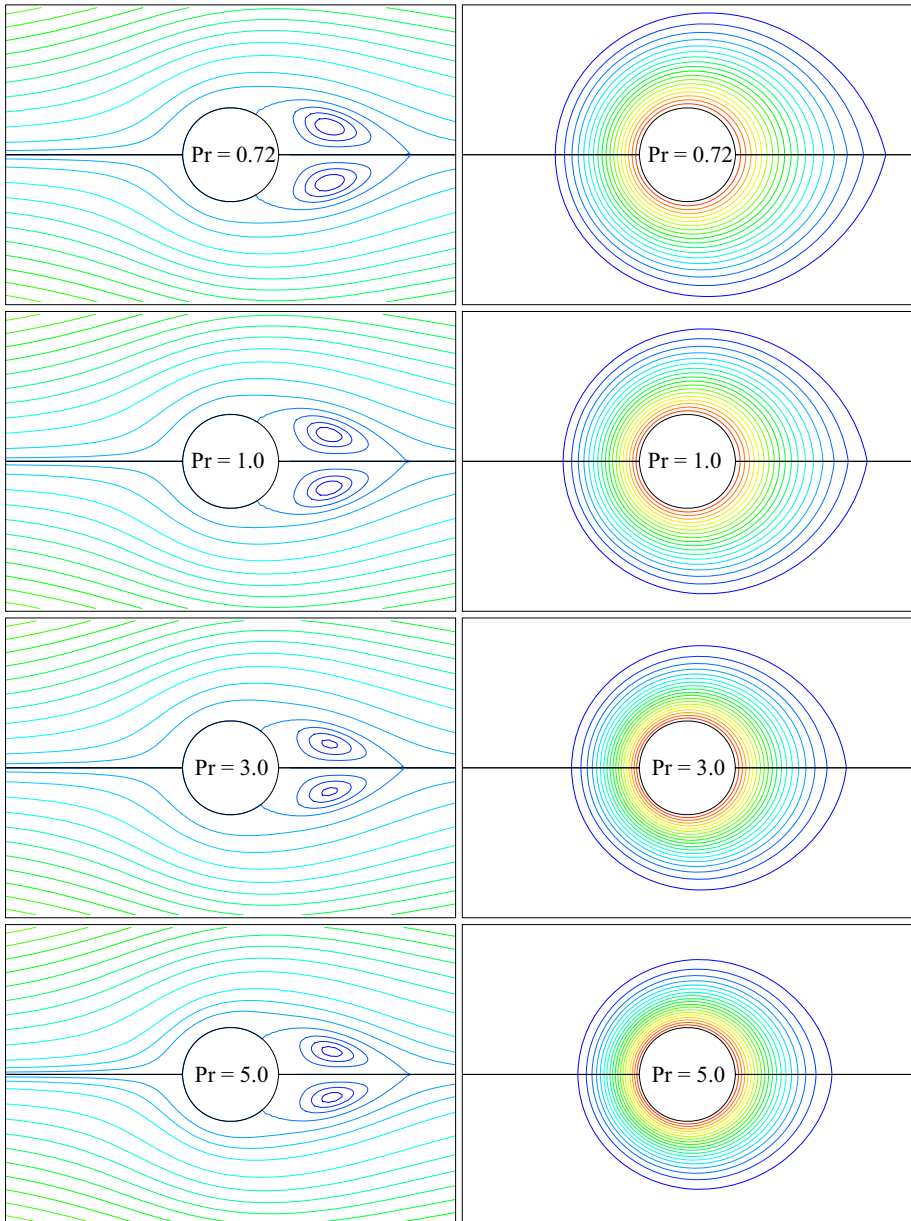 Pr = 0.72
Pr = 0.72
Pr = 1.0
Pr = 1.0
Pr = 3.0
Pr = 3.0
Pr = 5.0
Pr = 5.0